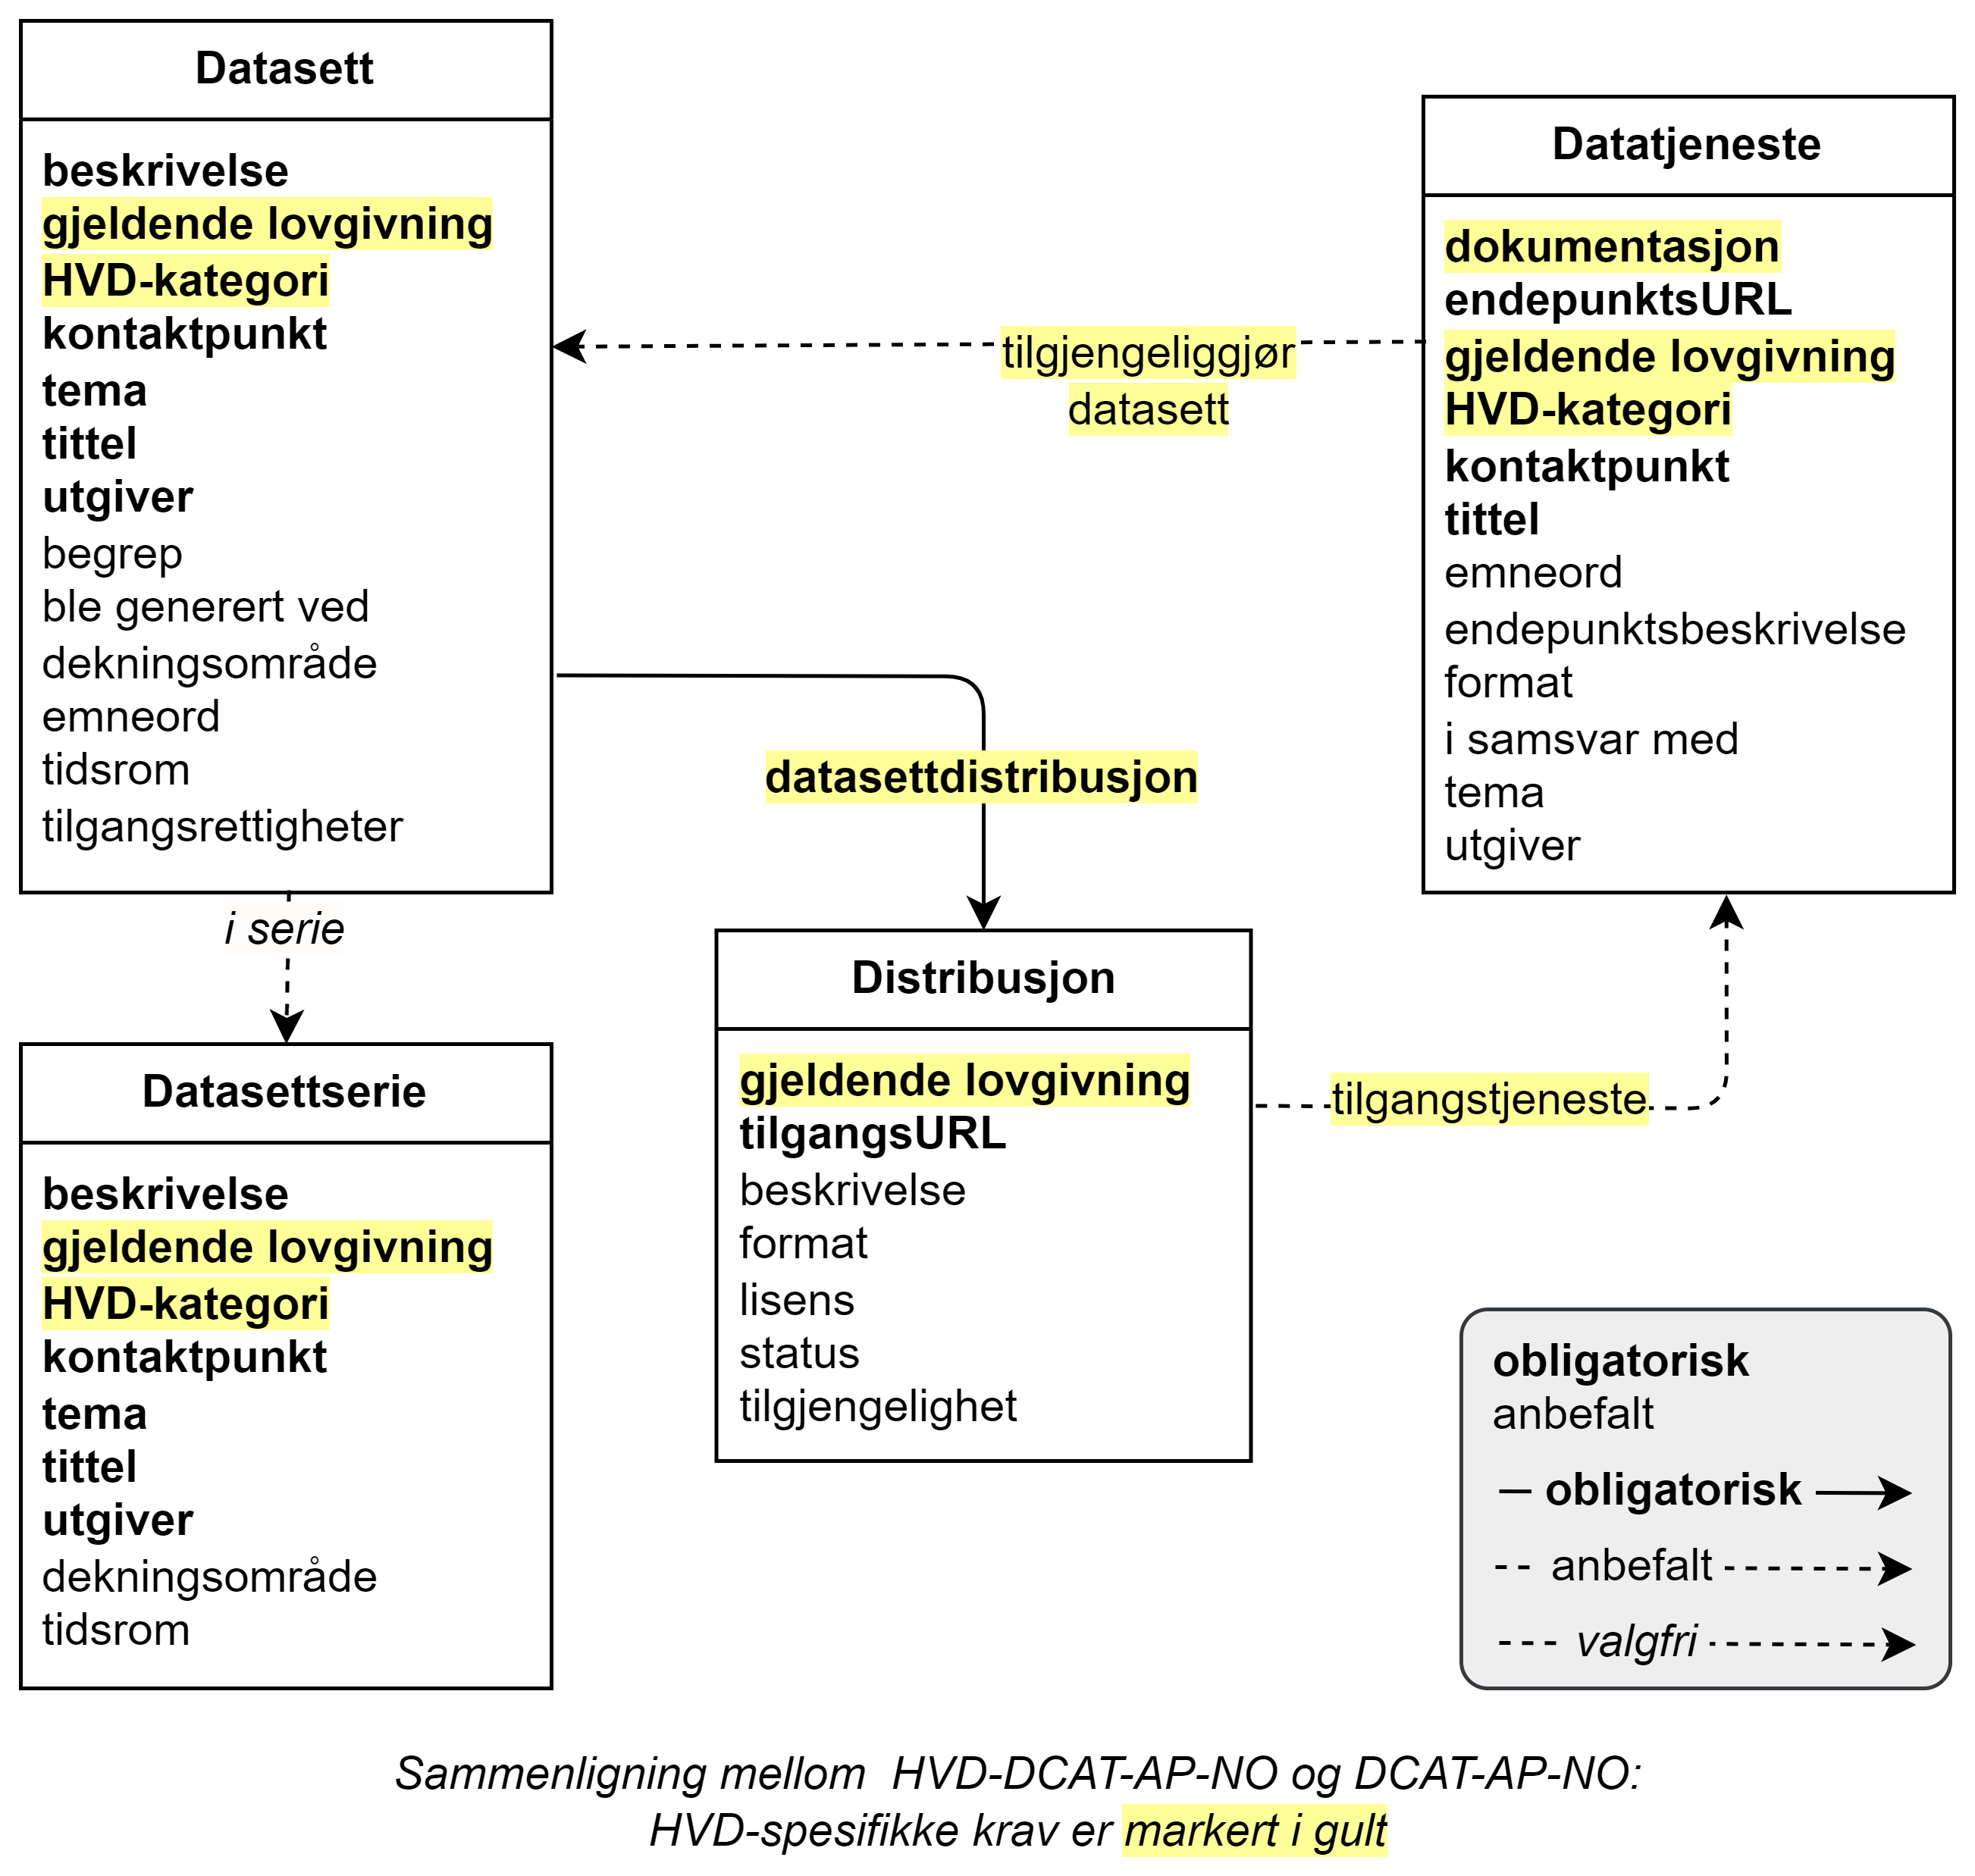 Datasett
beskrivelse
gjeldende lovgivning
HVD-kategori
kontaktpunkt
tema
tittel
utgiver
begrep
ble generert ved
dekningsområde
emneord
tidsrom
tilgangsrettigheter
tilgjengeliggjør
datasett
Datatjeneste
dokumentasjon
endepunktsURL
gjeldende lovgivning
HVD-kategori
kontaktpunkt
tittel
emneord
endepunktsbeskrivelse
format
i samsvar med
tema
utgiver
datasettdistribusjon
i serie
Datasettserie
beskrivelse
gjeldende lovgivning
HVD-kategori
kontaktpunkt
tema
tittel
utgiver
dekningsområde
tidsrom
Distribusjon
gjeldende lovgivning
tilgangsURL
beskrivelse
format
lisens
status
tilgjengelighet
tilgangstjeneste
obligatorisk
anbefalt
obligatorisk
anbefalt
valgfri
Sammenligning mellom HVD-DCAT-AP-NO og DCAT-AP-NO:
HVD-spesifikke krav er markert i gult